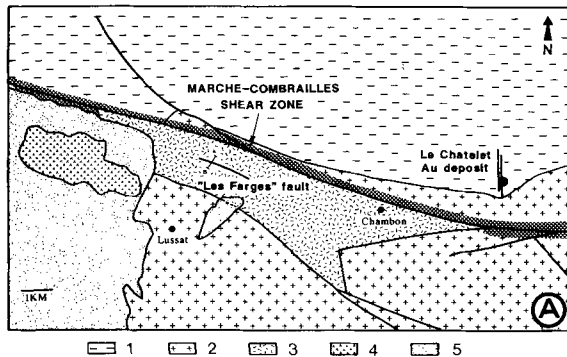 N
MARCHE-COMBRAILLES
SHEAR ZONE
Le Chatelet
Au deposit
"Les Farges" fault
Chambon
Lussat
1KM
A
1 2 3 4 5